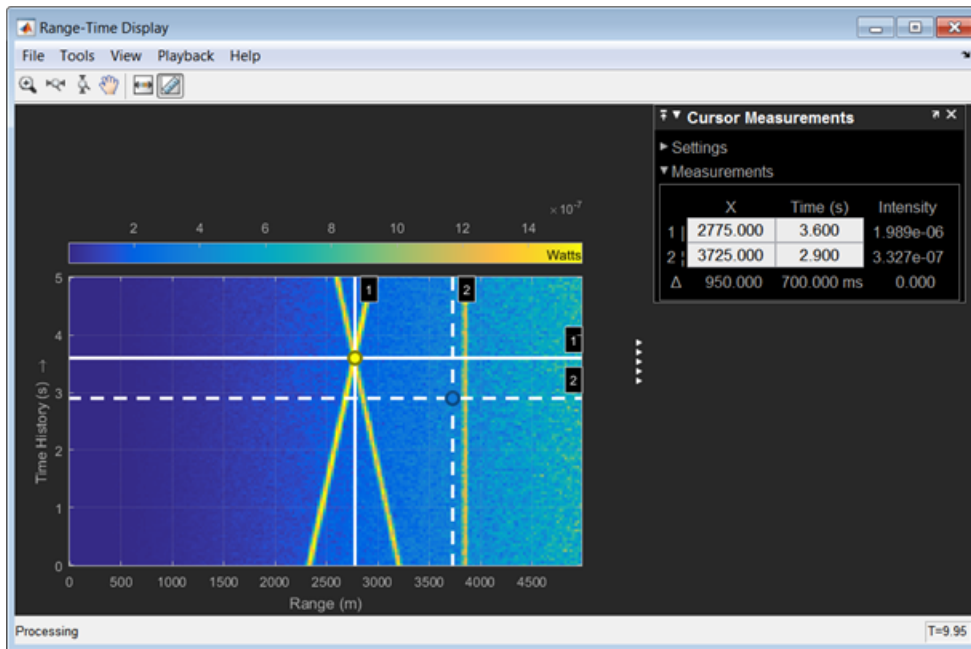 Range-Time Display
File Tools View Playback Help
Cursor Measurements
Settings
Measurements
X Time (s) Intensity
1 2775.000 3.600 1.989e-06
2 3725.000 2.900 3.327e-07
Δ 950.000 700.000 ms 0.000
× 10⁻⁷
2 4 6 8 10 12 14
Watts
5
4
3
2
1
0
Time History (s) →
1
2
1
2
0 500 1000 1500 2000 2500 3000 3500 4000 4500
Range (m)
Processing
T=9.95